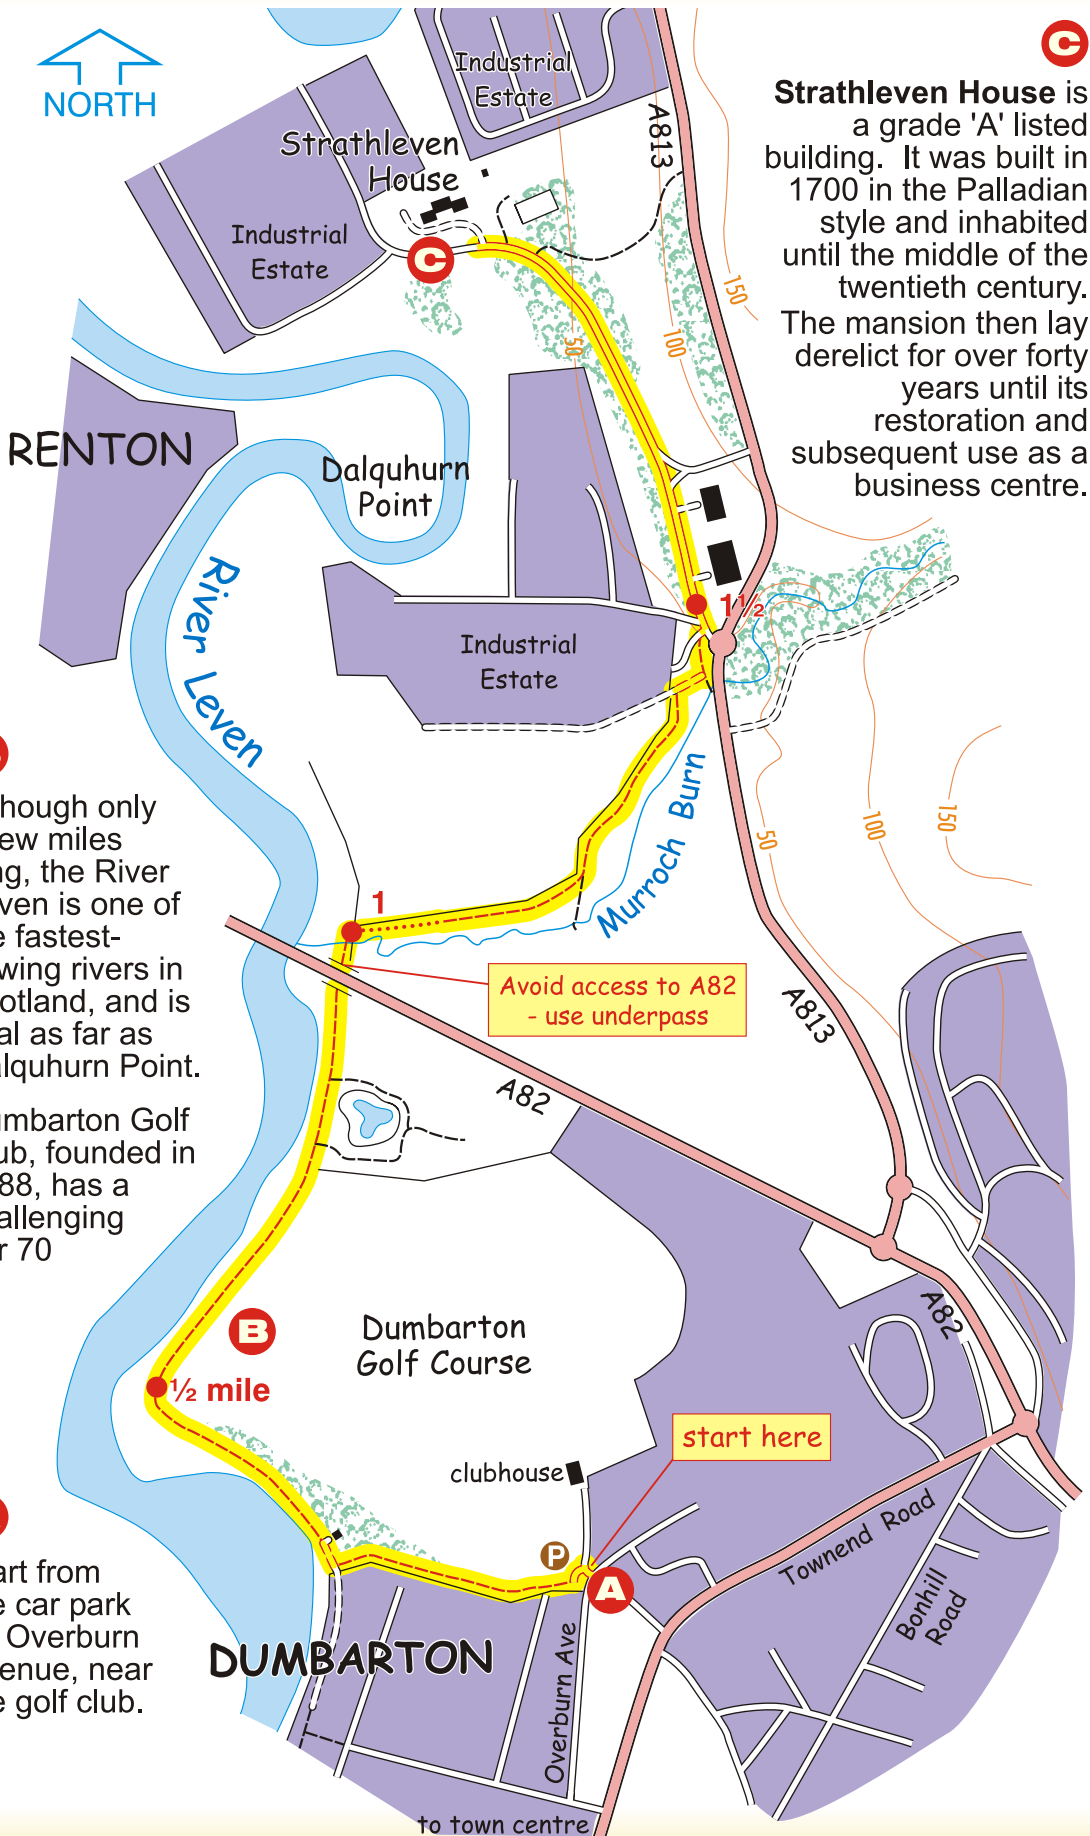 NORTH
Industrial
Estate
A813
Strathleven
House
Industrial
Estate
C
C
Strathleven House is
a grade 'A' listed
building. It was built in
1700 in the Palladian
style and inhabited
until the middle of the
twentieth century.
The mansion then lay
derelict for over forty
years until its
restoration and
subsequent use as a
business centre.
150
100
50
RENTON
Dalquhurn
Point
River Leven
1½
Industrial
Estate
Murroch Burn
50
100
150
hough only
ew miles
ng, the River
ven is one of
e fastest-
wing rivers in
otland, and is
al as far as
alquhurn Point.
1
Avoid access to A82
- use underpass
A813
A82
umbarton Golf
ub, founded in
88, has a
allenging
r 70
B
½ mile
Dumbarton
Golf Course
A82
start here
clubhouse
P
A
Townend Road
Bonhill
Road
art from
e car park
Overburn
enue, near
e golf club.
DUMBARTON
Overburn Ave
to town centre